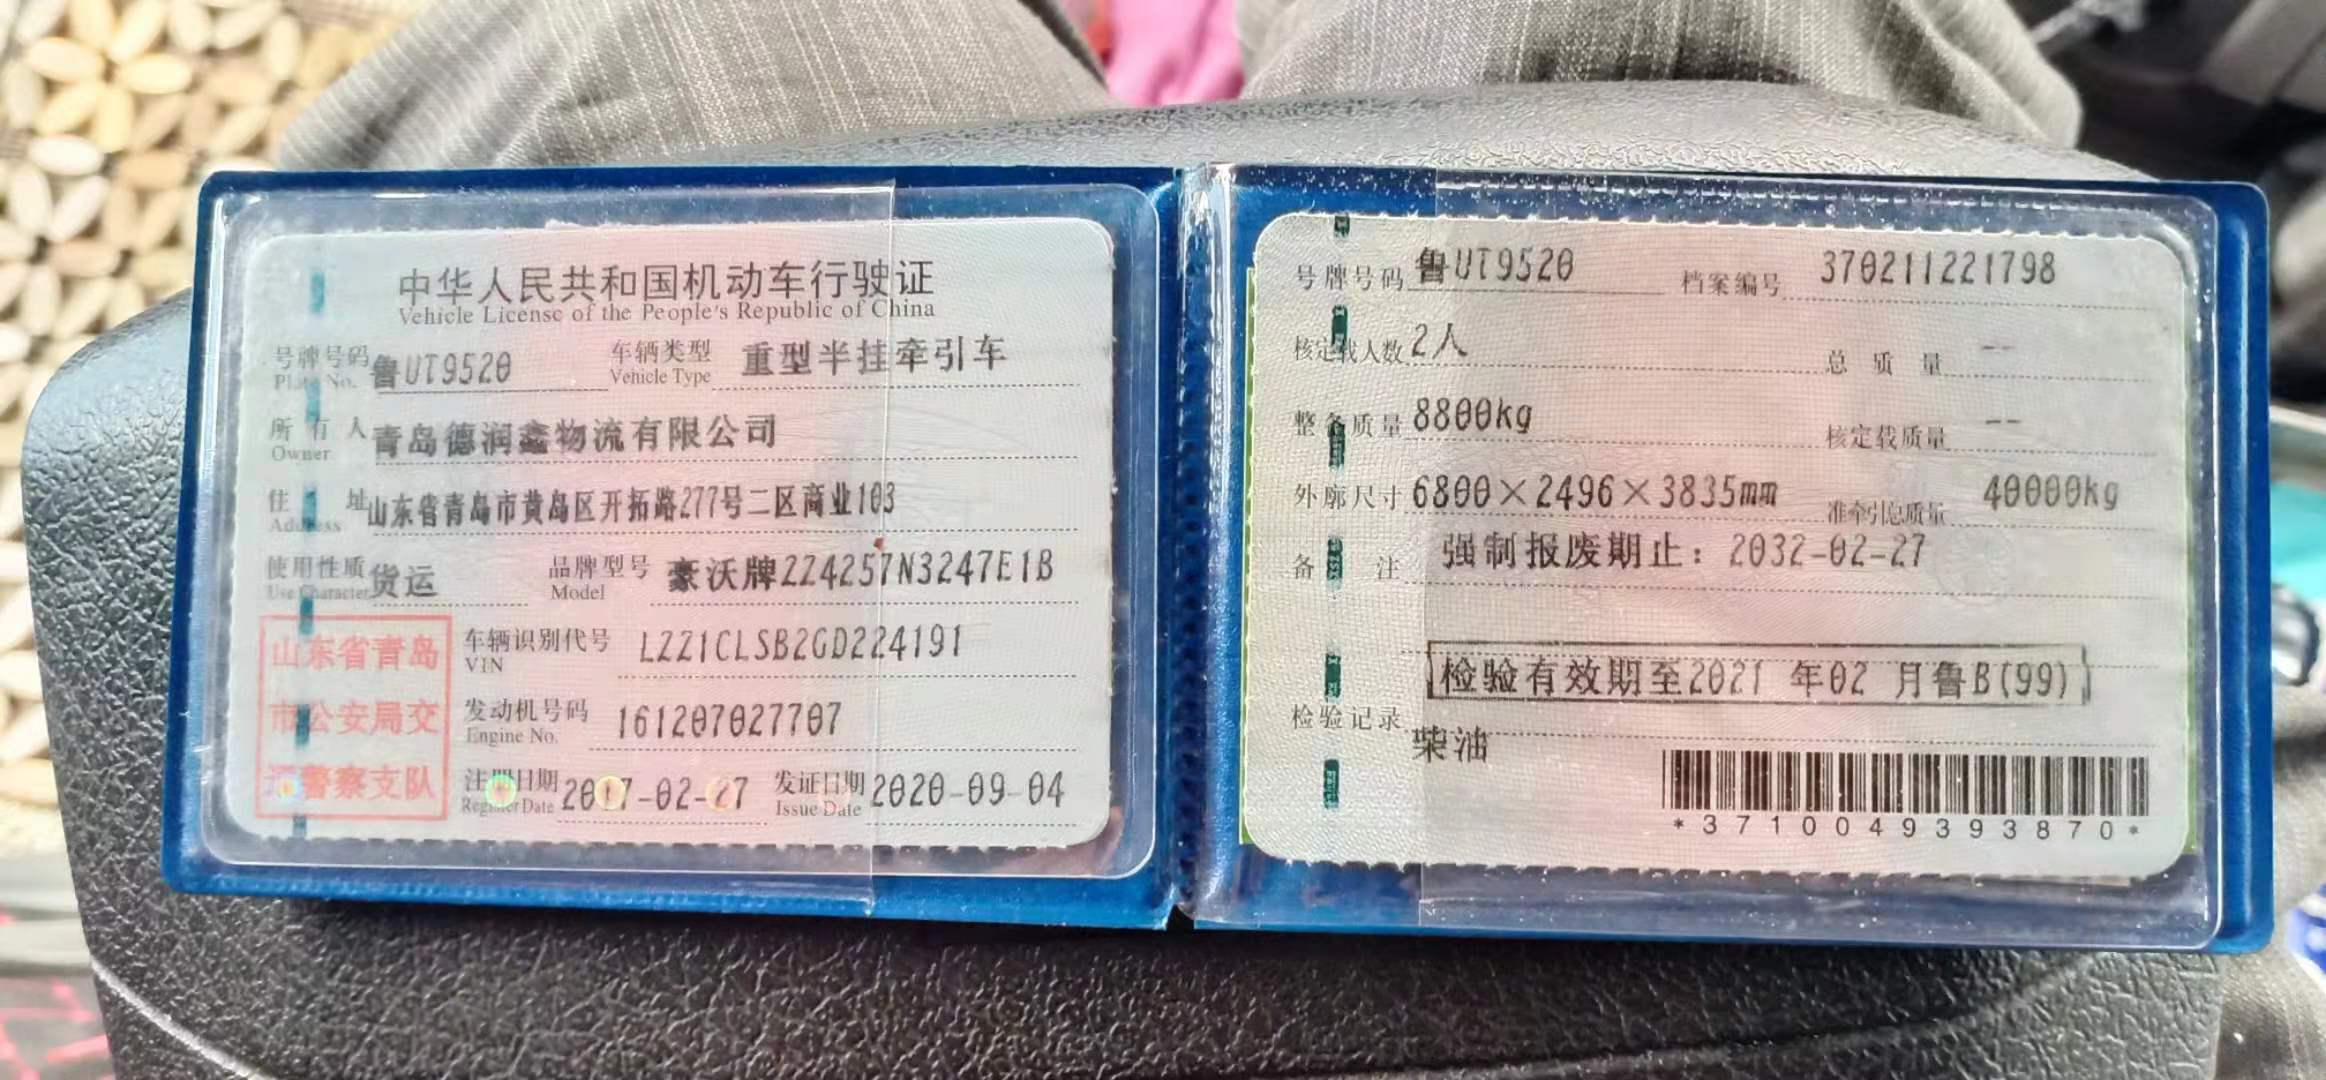 中华人民共和国机动车行驶证
Vehicle License of the People's Republic of China
号牌号码 鲁UT9520 车辆类型 重型半挂牵引车
Plate No. Vehicle Type
所有人 青岛德润鑫物流有限公司
Owner
住址 山东省青岛市黄岛区开拓路277号二区商业103
Address
使用性质 货运 品牌型号 豪沃牌ZZ4257N3247E1B
Use Character Model
山东省青岛
市公安局交
通警察支队
车辆识别代号 LZZ1CLSB2GD224191
VIN
发动机号码 161207027707
Engine No.
注册日期 2017-02-27 发证日期 2020-09-04
Register Date Issue Date
号牌号码 鲁UT9520 档案编号 370211221798
核定载人数 2人 总质量 --
整备质量 8800kg 核定载质量 --
外廓尺寸 6800×2496×3835mm 准牵引总质量 40000kg
备注 强制报废期止：2032-02-27
检验有效期至2021 年02 月鲁B(99)
检验记录
柴油
*3710049393870*